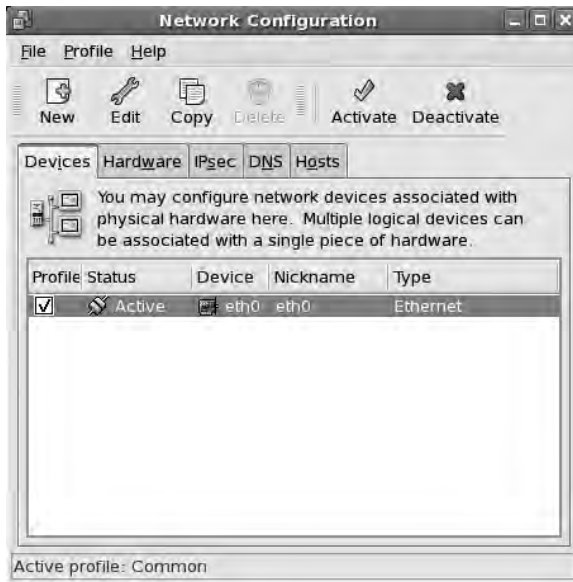 Network Configuration
File Profile Help
New Edit Copy Delete Activate Deactivate
Devices Hardware IPsec DNS Hosts
You may configure network devices associated with
physical hardware here. Multiple logical devices can
be associated with a single piece of hardware.
Profile Status Device Nickname Type
Active eth0 eth0 Ethernet
Active profile: Common